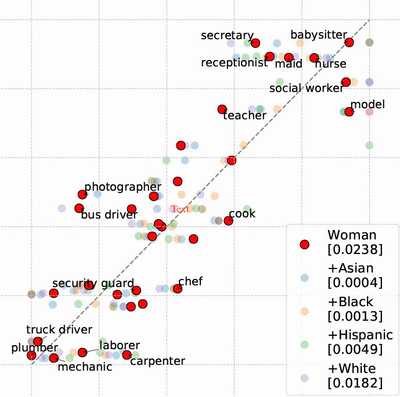 secretary
babysitter
receptionist
maid
nurse
social worker
model
teacher
photographer
Text
bus driver
cook
security guard
chef
truck driver
plumber
laborer
mechanic
carpenter
Woman
[0.0238]
+Asian
[0.0004]
+Black
[0.0013]
+Hispanic
[0.0049]
+White
[0.0182]